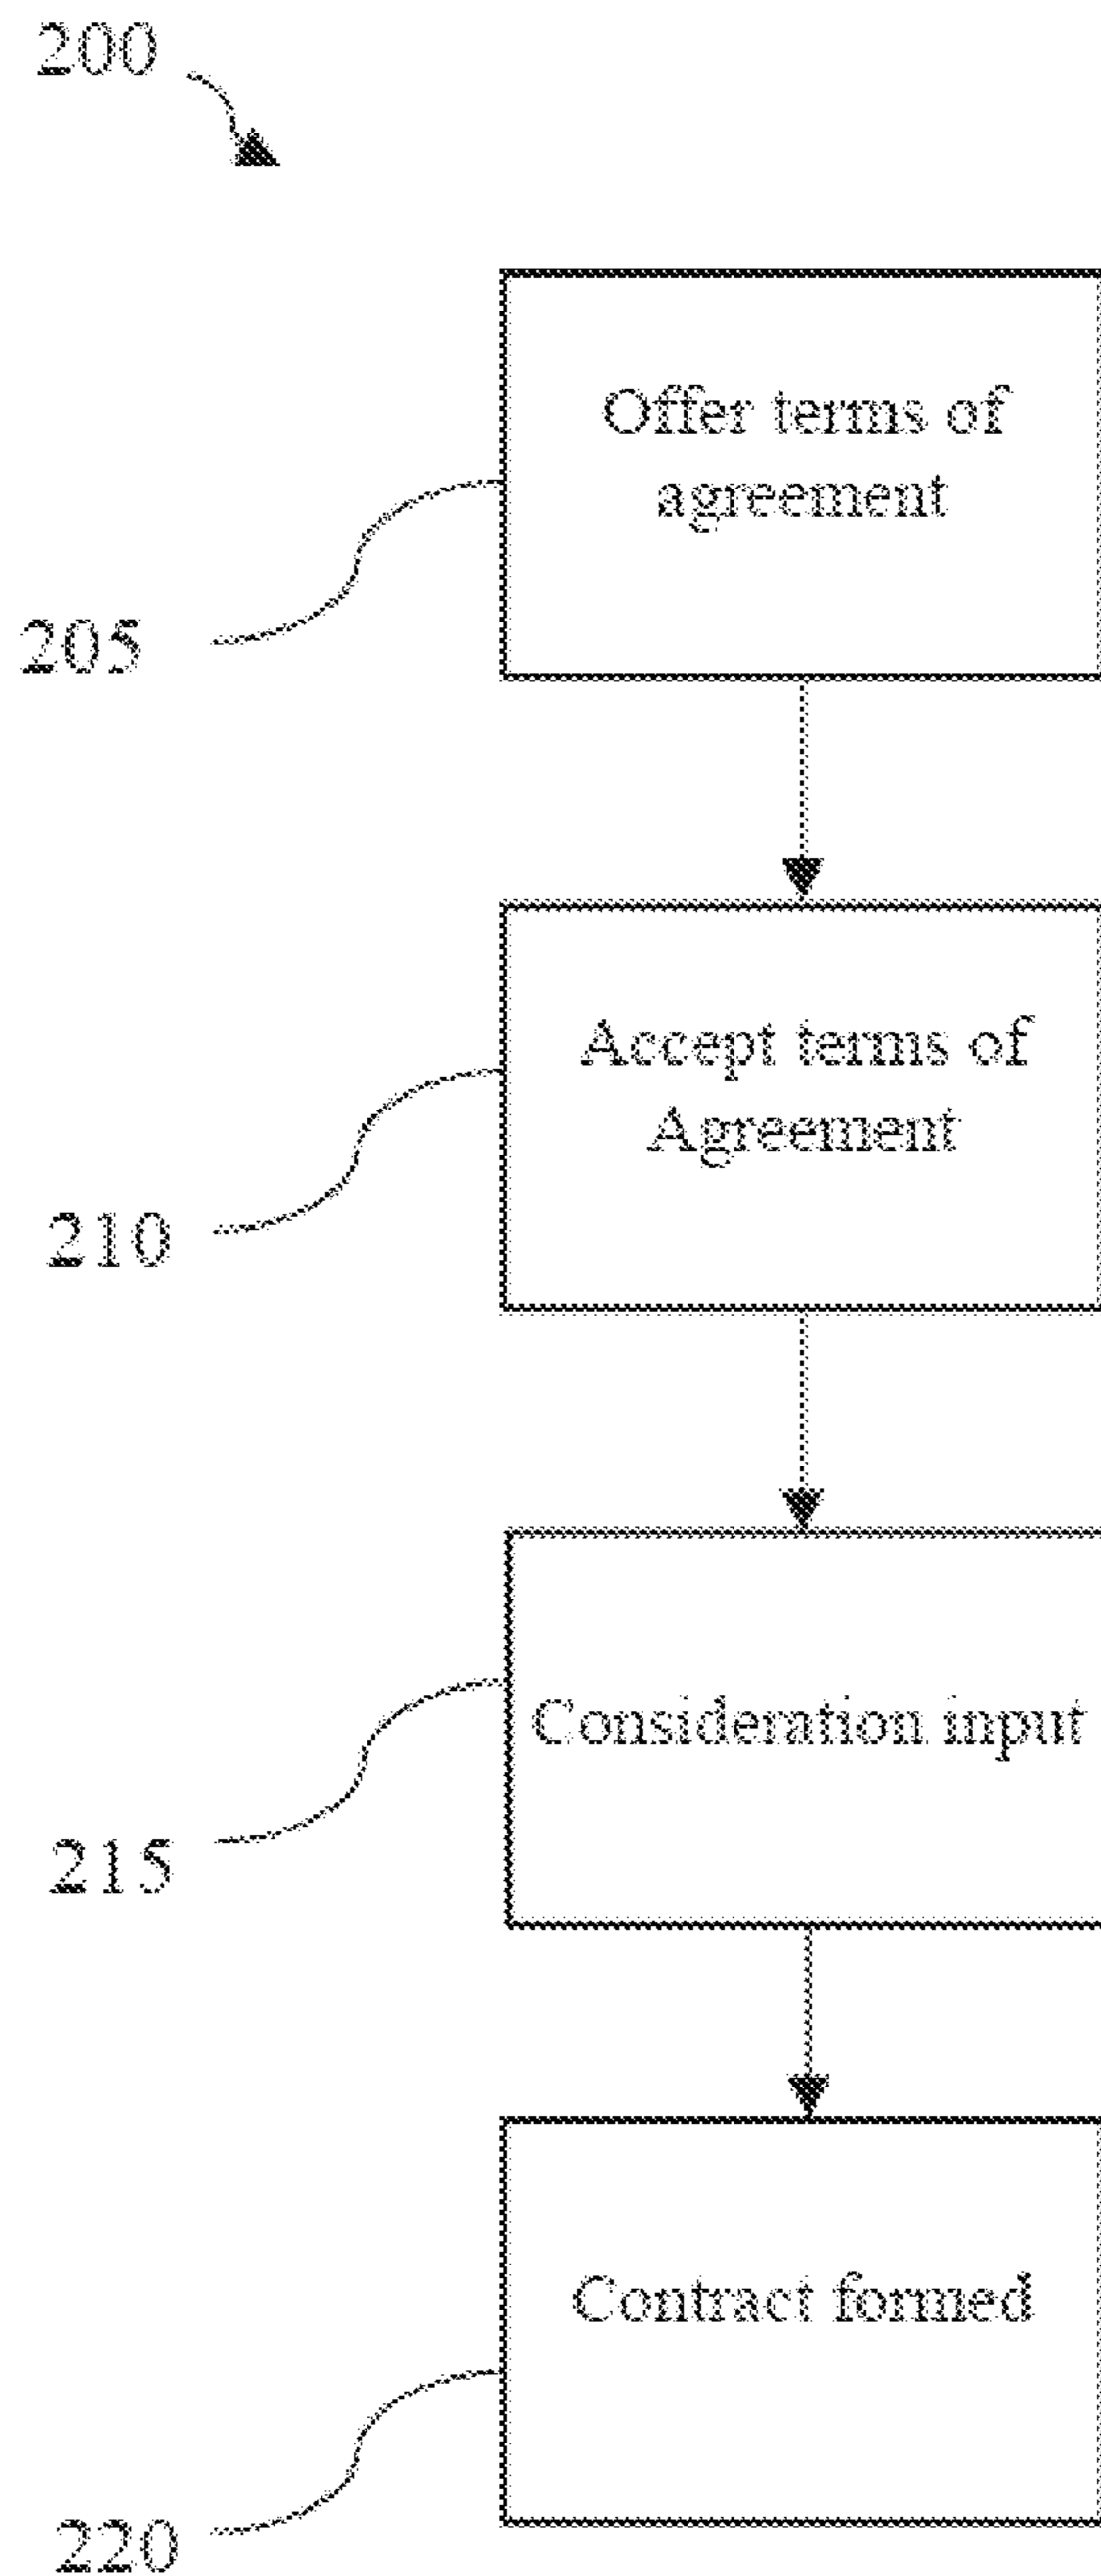 200
Offer terms of
agreement
205
Accept terms of
Agreement
210
Consideration input
215
Contract formed
220